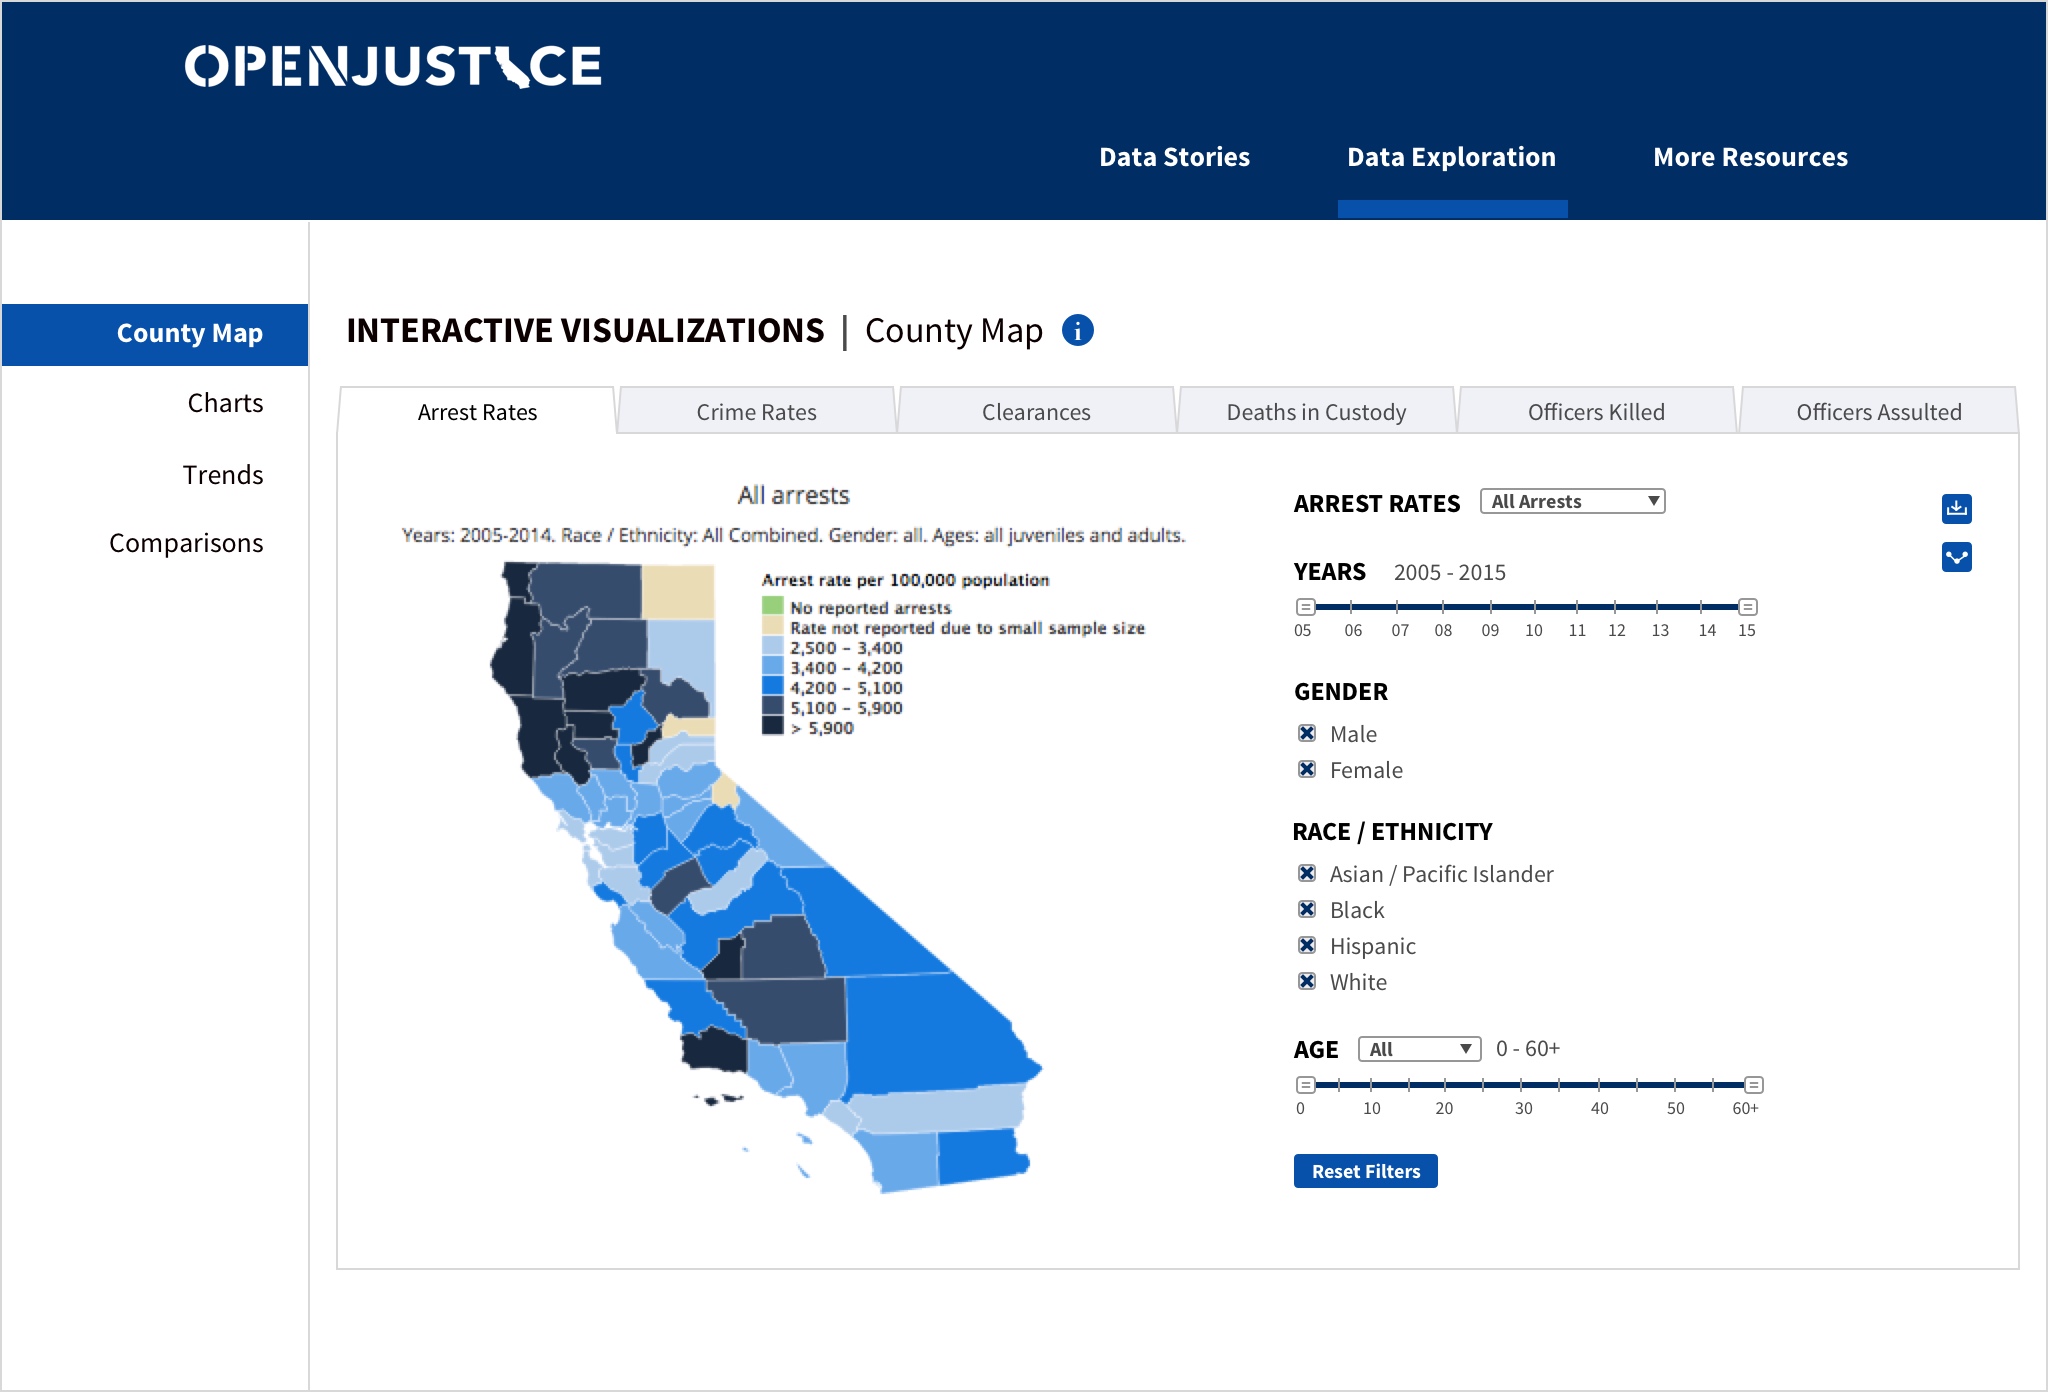 OPENJUSTICE
Data Stories
Data Exploration
More Resources
County Map
Charts
Trends
Comparisons
INTERACTIVE VISUALIZATIONS | County Map i
Arrest Rates
Crime Rates
Clearances
Deaths in Custody
Officers Killed
Officers Assulted
All arrests
Years: 2005-2014. Race / Ethnicity: All Combined. Gender: all. Ages: all juveniles and adults.
Arrest rate per 100,000 population
No reported arrests
Rate not reported due to small sample size
2,500 – 3,400
3,400 – 4,200
4,200 – 5,100
5,100 – 5,900
> 5,900
ARREST RATES All Arrests
YEARS 2005 - 2015
05 06 07 08 09 10 11 12 13 14 15
GENDER
Male
Female
RACE / ETHNICITY
Asian / Pacific Islander
Black
Hispanic
White
AGE All 0 - 60+
0 10 20 30 40 50 60+
Reset Filters